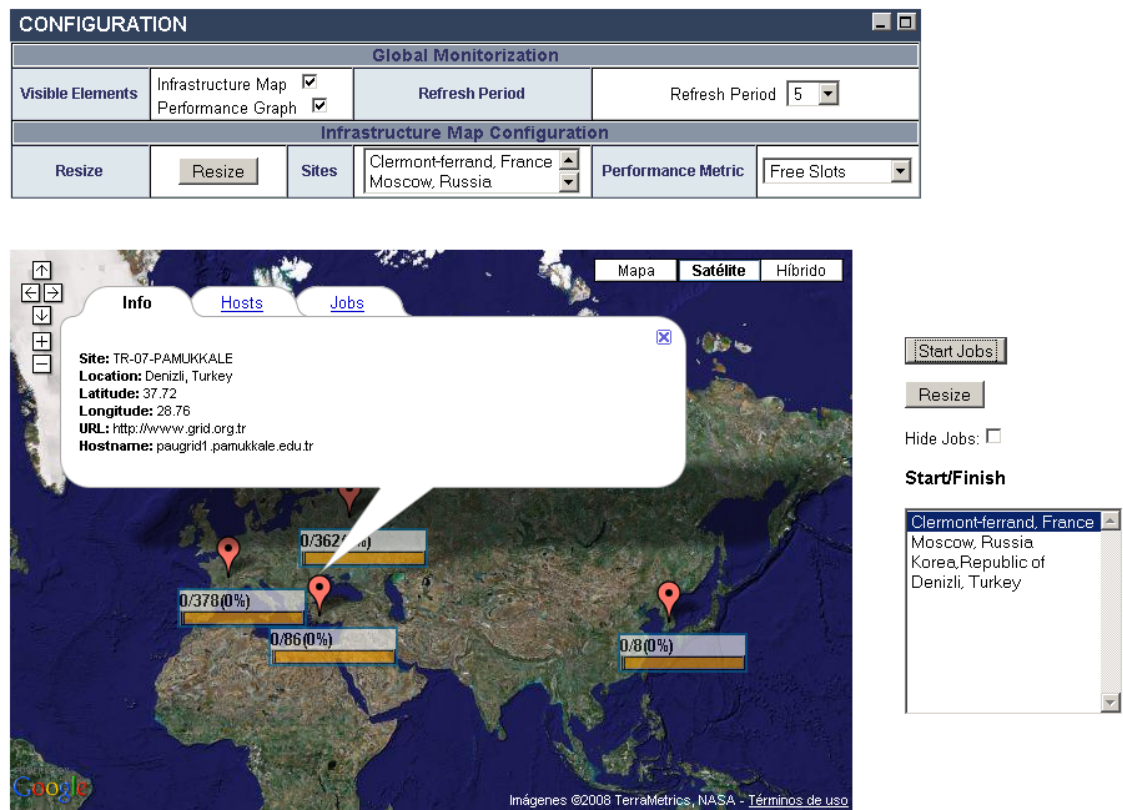 CONFIGURATION
Global Monitorization
Visible Elements
Infrastructure Map
Performance Graph
Refresh Period
Refresh Period 5
Infrastructure Map Configuration
Resize
Resize
Sites
Clermont-ferrand, France
Moscow, Russia
Performance Metric
Free Slots
Mapa Satélite Híbrido
Info Hosts Jobs
Site: TR-07-PAMUKKALE
Location: Denizli, Turkey
Latitude: 37.72
Longitude: 28.76
URL: http://www.grid.org.tr
Hostname: paugrid1.pamukkale.edu.tr
0/362 %)
0/378(0%)
0/86(0%)
0/8(0%)
Google
Imágenes ©2008 TerraMetrics, NASA - Términos de uso
Start Jobs
Resize
Hide Jobs:
Start/Finish
Clermont-ferrand, France
Moscow, Russia
Korea,Republic of
Denizli, Turkey